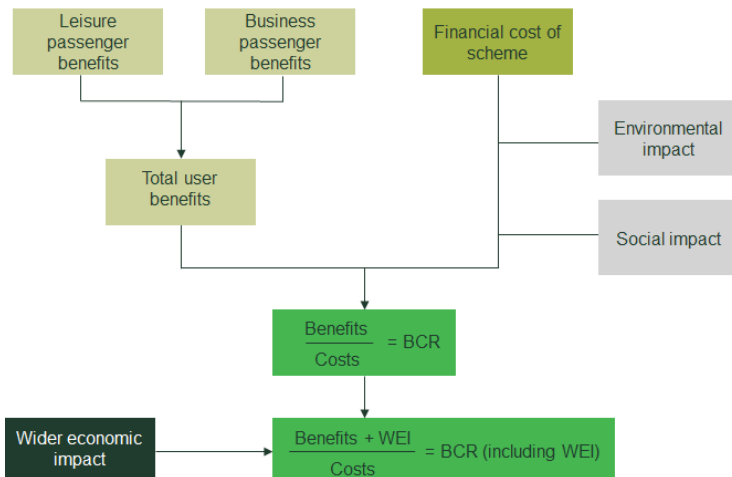 Leisure
passenger
benefits
Business
passenger
benefits
Financial cost of
scheme
Environmental
impact
Total user
benefits
Social impact
Benefits
Costs
= BCR
Wider economic
impact
Benefits + WEI
Costs
= BCR (including WEI)